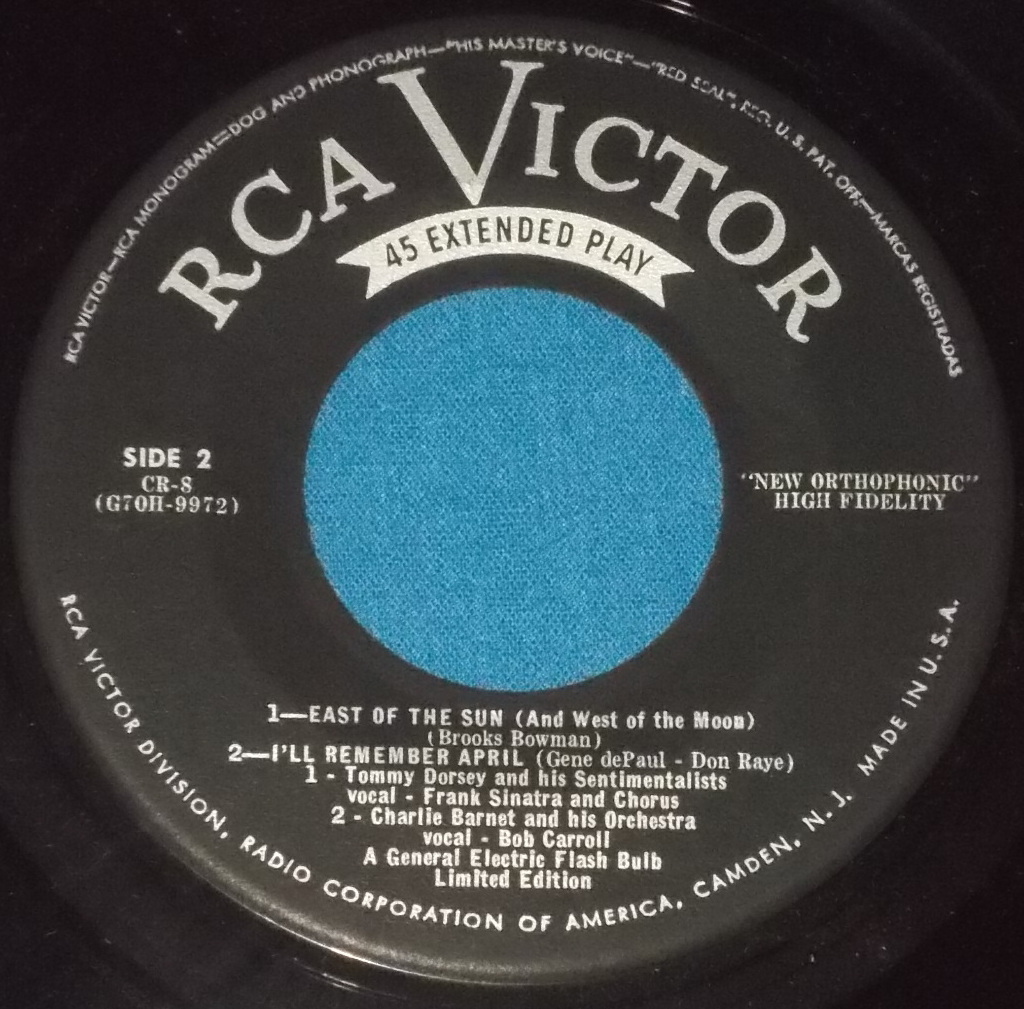 RCA VICTOR—RCA MONOGRAM—DOG AND PHONOGRAPH—"HIS MASTER'S VOICE"—"RED SEAL", REG. U. S. PAT. OFF.—MARCAS REGISTRADAS
RCA VICTOR
45 EXTENDED PLAY
SIDE 2
CR-8
(G70H-9972)
"NEW ORTHOPHONIC"
HIGH FIDELITY
1—EAST OF THE SUN (And West of the Moon)
(Brooks Bowman)
2—I'LL REMEMBER APRIL (Gene dePaul - Don Raye)
1 - Tommy Dorsey and his Sentimentalists
vocal - Frank Sinatra and Chorus
2 - Charlie Barnet and his Orchestra
vocal - Bob Carroll
A General Electric Flash Bulb
Limited Edition
RCA VICTOR DIVISION, RADIO CORPORATION OF AMERICA, CAMDEN, N. J. MADE IN U. S. A.